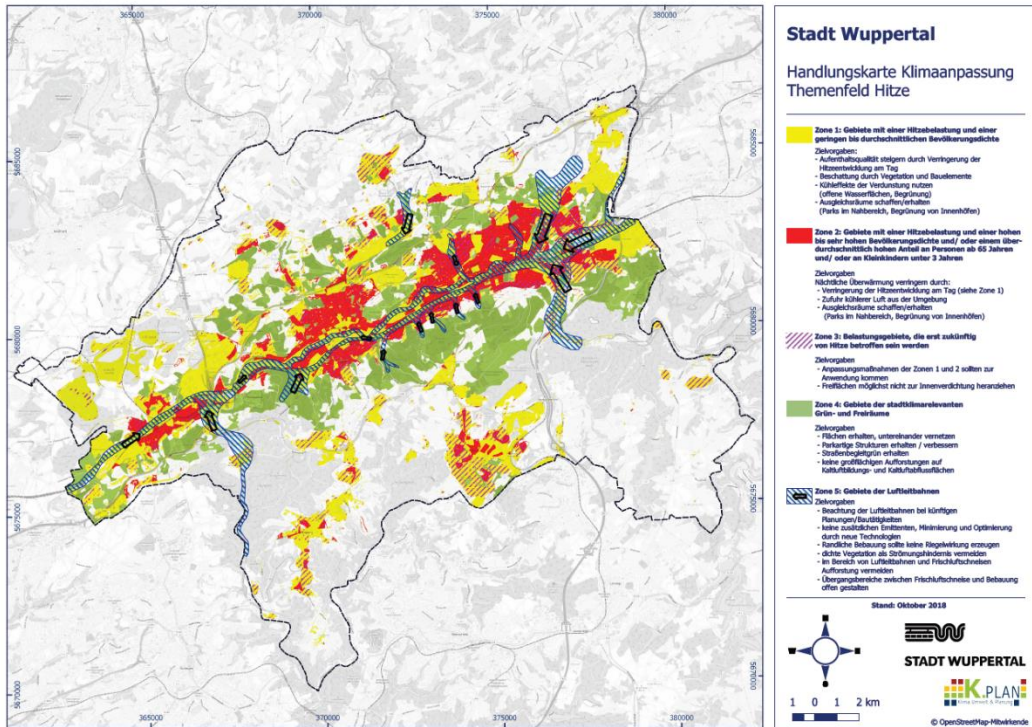 365000
370000
375000
380000
5685000
5685000
5680000
5680000
5675000
5675000
5670000
5670000
365000
370000
375000
380000
Stadt Wuppertal
Handlungskarte Klimaanpassung
Themenfeld Hitze
Zone 1: Gebiete mit einer Hitzebelastung und einer
geringen bis durchschnittlichen Bevölkerungsdichte
Zielvorgaben:
- Aufenthaltsqualität steigern durch Verringerung der
Hitzeentwicklung am Tag
- Beschattung durch Vegetation und Bauelemente
- Kühleffekte der Verdunstung nutzen
(offene Wasserflächen, Begrünung)
- Ausgleichsräume schaffen/erhalten
(Parks im Nahbereich, Begrünung von Innenhöfen)
Zone 2: Gebiete mit einer Hitzebelastung und einer hohen
bis sehr hohen Bevölkerungsdichte und/ oder einem über-
durchschnittlich hohen Anteil an Personen ab 65 Jahren
und/ oder an Kleinkindern unter 3 Jahren
Zielvorgaben
Nächtliche Überwärmung verringern durch:
- Verringerung der Hitzeentwicklung am Tag (siehe Zone 1)
- Zufuhr kühlerer Luft aus der Umgebung
- Ausgleichsräume schaffen/erhalten
(Parks im Nahbereich, Begrünung von Innenhöfen)
Zone 3: Belastungsgebiete, die erst zukünftig
von Hitze betroffen sein werden
Zielvorgaben
- Anpassungsmaßnahmen der Zonen 1 und 2 sollten zur
Anwendung kommen
- Freiflächen möglichst nicht zur Innenverdichtung heranziehen
Zone 4: Gebiete der stadtklimarelevanten
Grün- und Freiräume
Zielvorgaben
- Flächen erhalten, untereinander vernetzen
- Parkartige Strukturen erhalten / verbessern
- Straßenbegleitgrün erhalten
- keine großflächigen Aufforstungen auf
Kaltluftbildungs- und Kaltluftabflussflächen
Zone 5: Gebiete der Luftleitbahnen
Zielvorgaben
- Beachtung der Luftleitbahnen bei künftigen
Planungen/Bautätigkeiten
- keine zusätzlichen Emittenten, Minimierung und Optimierung
durch neue Technologien
- Randliche Bebauung sollte keine Riegelwirkung erzeugen
- dichte Vegetation als Strömungshindernis vermeiden
- im Bereich von Luftleitbahnen und Frischluftschneisen
Aufforstung vermeiden
- Übergangsbereiche zwischen Frischluftschneise und Bebauung
offen gestalten
Stand: Oktober 2018
STADT WUPPERTAL
1 0 1 2 km
K.PLAN
Klima Umwelt & Planung
© OpenStreetMap-Mitwirkende